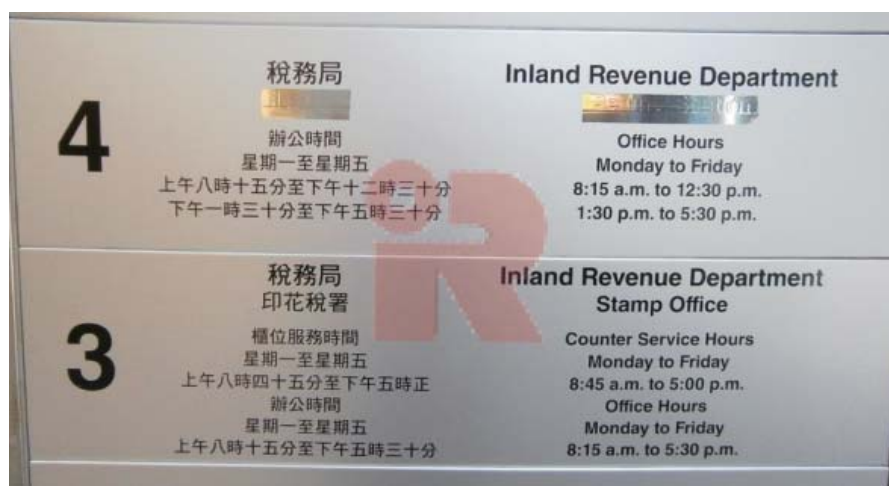 4
稅務局
辦公時間
星期一至星期五
上午八時十五分至下午十二時三十分
下午一時三十分至下午五時三十分
Inland Revenue Department
Office Hours
Monday to Friday
8:15 a.m. to 12:30 p.m.
1:30 p.m. to 5:30 p.m.
3
稅務局
印花稅署
櫃位服務時間
星期一至星期五
上午八時四十五分至下午五時正
辦公時間
星期一至星期五
上午八時十五分至下午五時三十分
Inland Revenue Department
Stamp Office
Counter Service Hours
Monday to Friday
8:45 a.m. to 5:00 p.m.
Office Hours
Monday to Friday
8:15 a.m. to 5:30 p.m.